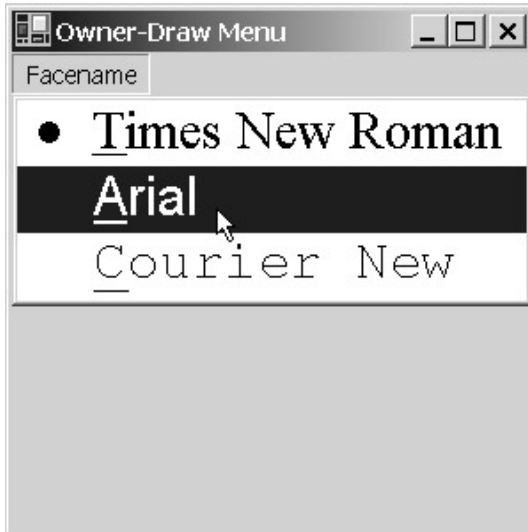 Owner-Draw Menu
Facename
Times New Roman
Arial
Courier New